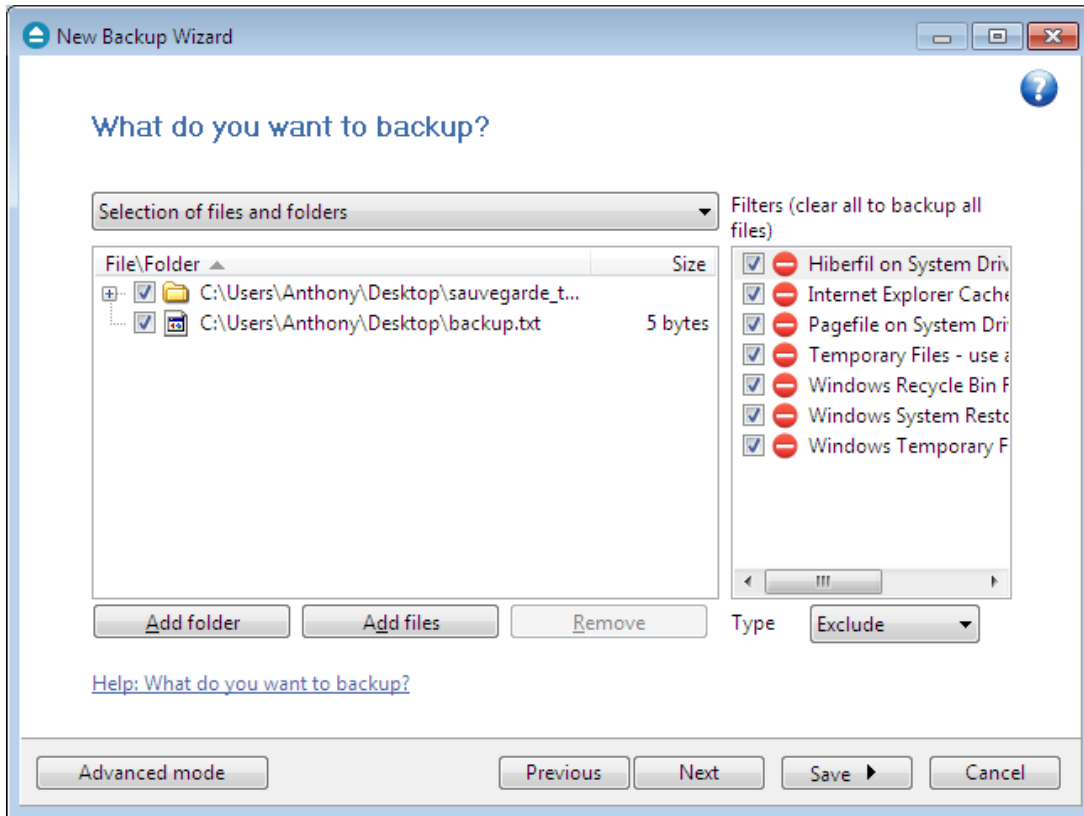 New Backup Wizard
What do you want to backup?
Selection of files and folders
Filters (clear all to backup all
files)
File\Folder Size
C:\Users\Anthony\Desktop\sauvegarde_t...
C:\Users\Anthony\Desktop\backup.txt 5 bytes
Hiberfil on System Driv
Internet Explorer Cache
Pagefile on System Dri
Temporary Files - use a
Windows Recycle Bin F
Windows System Resto
Windows Temporary F
Add folder Add files Remove Type Exclude
Help: What do you want to backup?
Advanced mode Previous Next Save Cancel